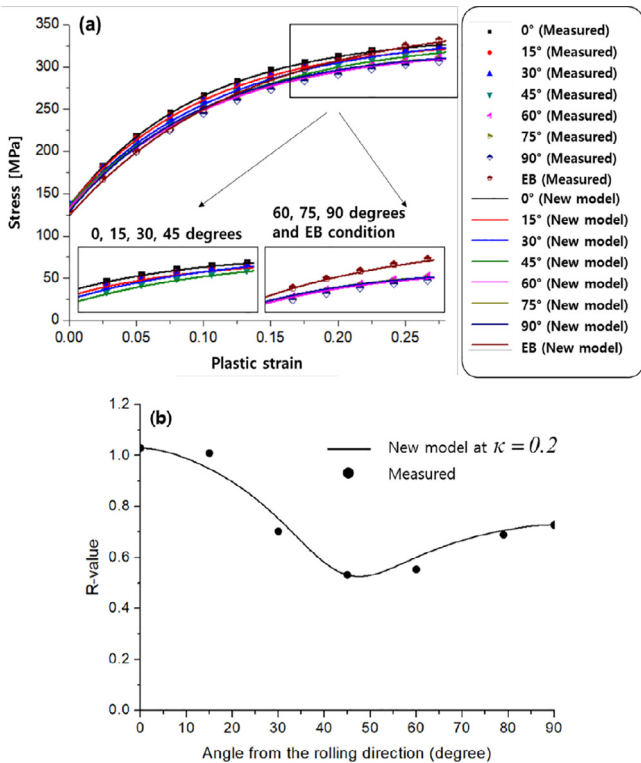 (a)
350
300
250
200
150
100
50
0
Stress [MPa]
0, 15, 30, 45 degrees
60, 75, 90 degrees
and EB condition
0.00
0.05
0.10
0.15
0.20
0.25
Plastic strain
0° (Measured)
15° (Measured)
30° (Measured)
45° (Measured)
60° (Measured)
75° (Measured)
90° (Measured)
EB (Measured)
0° (New model)
15° (New model)
30° (New model)
45° (New model)
60° (New model)
75° (New model)
90° (New model)
EB (New model)
(b)
1.2
1.0
0.8
0.6
0.4
0.2
0.0
R-value
New model at κ = 0.2
Measured
0
10
20
30
40
50
60
70
80
90
Angle from the rolling direction (degree)